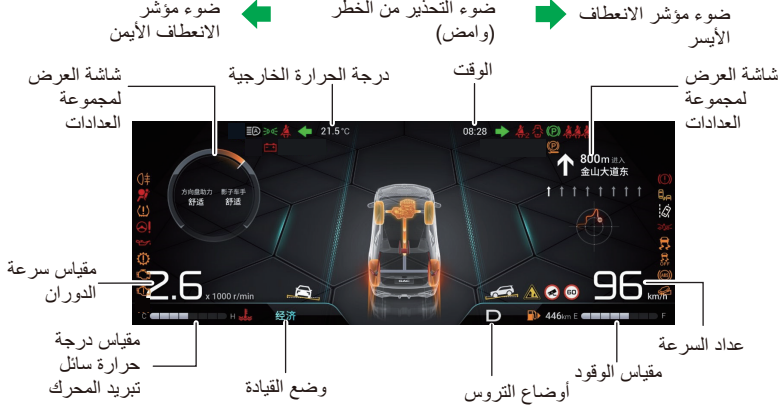 ضوء مؤشر
الانعطاف الأيمن
ضوء التحذير من الخطر
(وامض)
ضوء مؤشر الانعطاف
الأيسر
شاشة العرض
لمجموعة
العدادات
درجة الحرارة الخارجية
الوقت
شاشة العرض
لمجموعة
العدادات
21.5°C
08:28
800m 进入
金山大道东
方向盘助力 影子车手
舒适 舒适
2.6 x 1000 r/min
60
96 km/h
°C H
经济
D
446km E F
مقياس سرعة
الدوران
مقياس درجة
حرارة سائل
تبريد المحرك
وضع القيادة
أوضاع التروس
مقياس الوقود
عداد السرعة